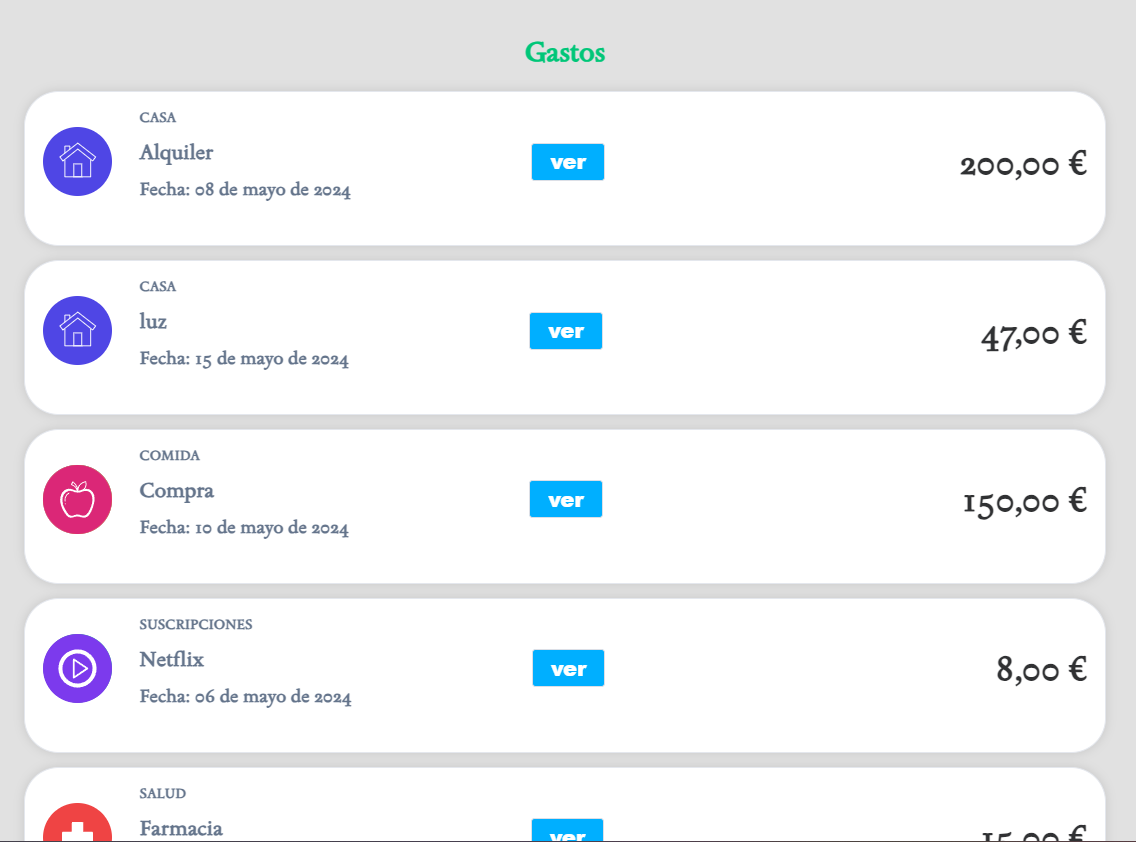 Gastos
CASA
Alquiler
Fecha: 08 de mayo de 2024
ver
200,00 €
CASA
luz
Fecha: 15 de mayo de 2024
ver
47,00 €
COMIDA
Compra
Fecha: 10 de mayo de 2024
ver
150,00 €
SUSCRIPCIONES
Netflix
Fecha: 06 de mayo de 2024
ver
8,00 €
SALUD
Farmacia
ver
15,00 €